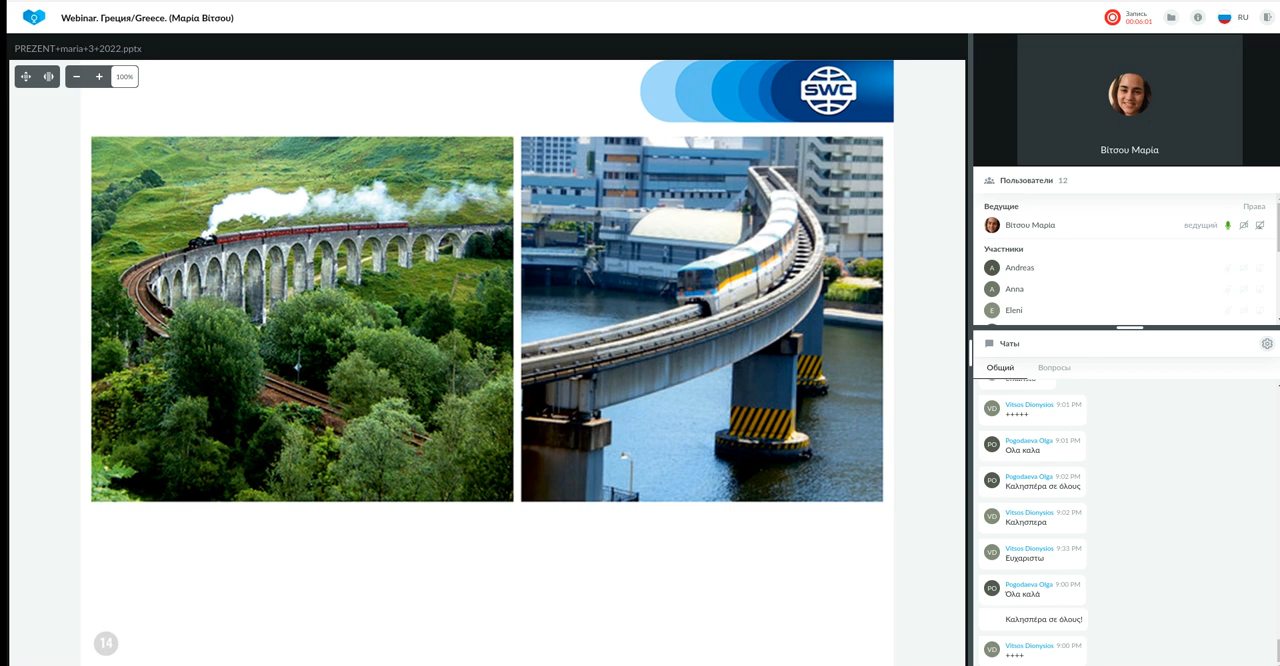 Webinar. Греция/Greece. (Μαρία Βίτσου)
Запись
00:06:01
RU
PREZENT+maria+3+2022.pptx
100%
SWC
14
Βίτσου Μαρία
Пользователи 12
Ведущие Права
Βίτσου Μαρία ведущий
Участники
A Andreas
A Anna
E Eleni
Чаты
Общий Вопросы
VD Vitsos Dionysios 9:01 PM
+++++
PO Pogodaeva Olga 9:01 PM
Ολα καλα
PO Pogodaeva Olga 9:02 PM
Καλησπέρα σε όλους
VD Vitsos Dionysios 9:02 PM
Καλησπερα
VD Vitsos Dionysios 9:33 PM
Ευχαριστω
PO Pogodaeva Olga 9:00 PM
Όλα καλά
Καλησπέρα σε όλους!
VD Vitsos Dionysios 9:00 PM
++++